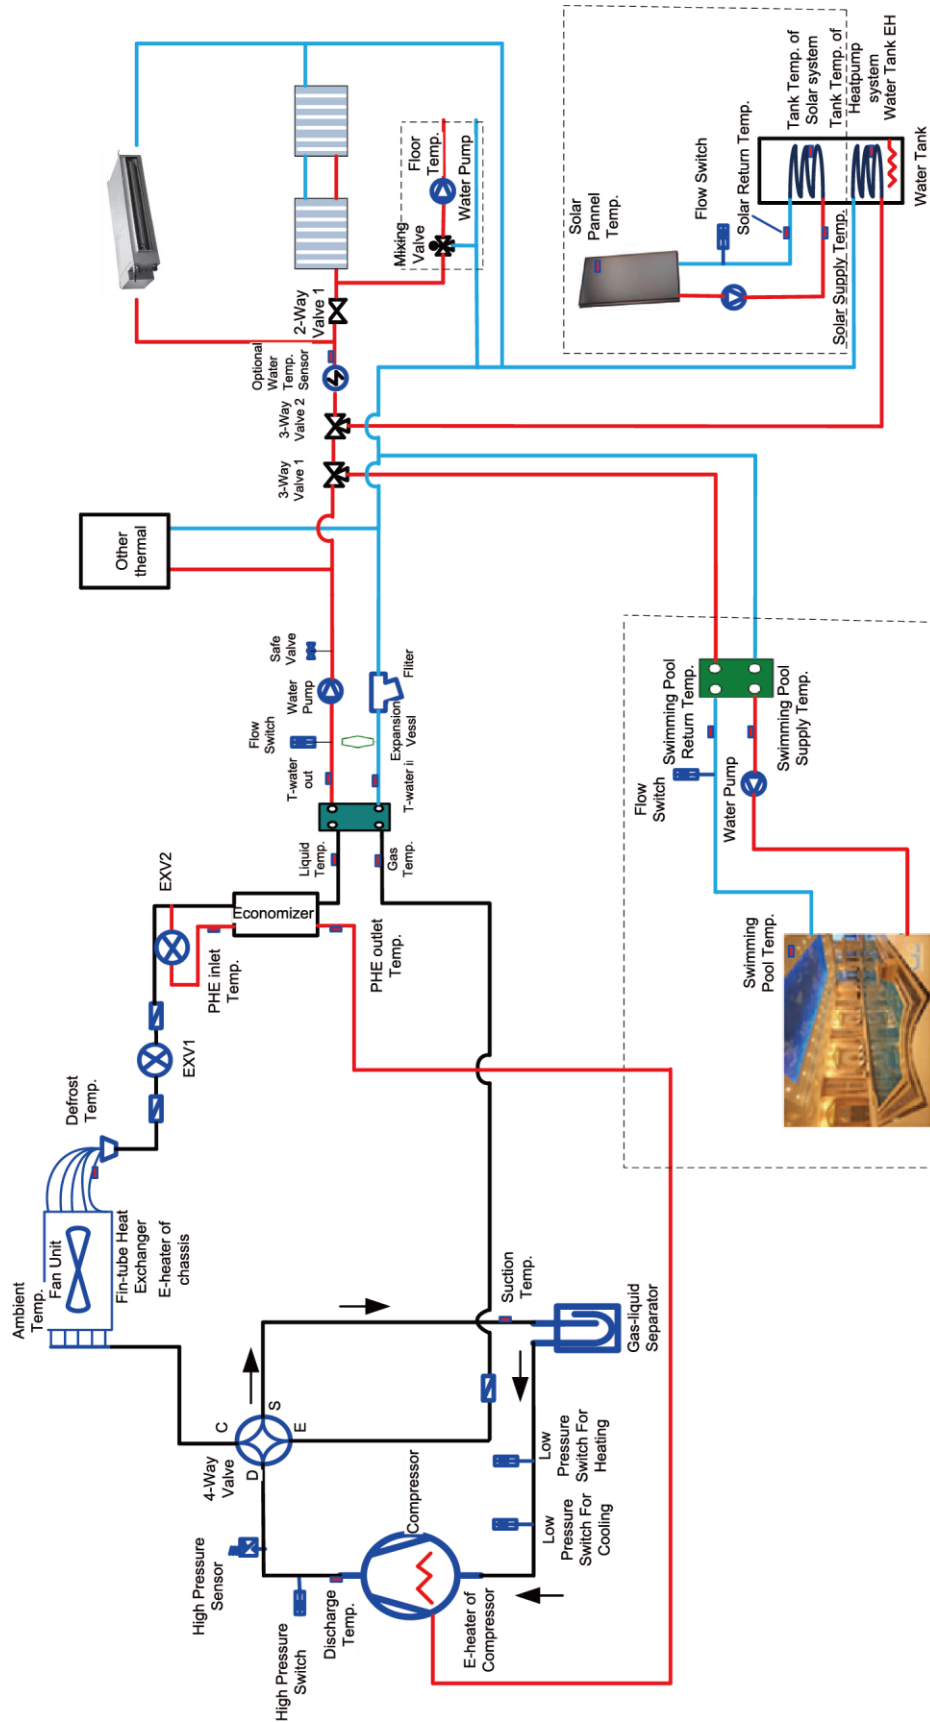 Ambient
Temp.
Fan Unit
Fin-tube Heat
Exchanger
E-heater of
chassis
Defrost
Temp.
EXV1
EXV2
PHE inlet
Temp.
Economizer
PHE outlet
Temp.
Liquid
Temp.
Gas
Temp.
T-water
out
T-water ii
Flow
Switch
Expansion
Vessl
Water
Pump
Safe
Valve
Fliter
Other
thermal
3-Way
Valve 1
3-Way
Valve 2
Optional
Water
Temp.
Sensor
2-Way
Valve 1
Mixing
Valve
Floor
Temp.
Water Pump
Solar
Pannel
Temp.
Flow Switch
Solar Return Temp.
Solar Supply Temp.
Tank Temp. of
Solar system
Tank Temp. of
Heatpump
system
Water Tank EH
Water Tank
High Pressure
Sensor
High Pressure
Switch
Discharge
Temp.
4-Way
Valve
C
D
S
E
Compressor
E-heater of
Compressor
Low
Pressure
Switch For
Cooling
Low
Pressure
Switch For
Heating
Suction
Temp.
Gas-liquid
Separator
Swimming
Pool Temp.
Flow
Switch
Water Pump
Swimming Pool
Return Temp.
Swimming Pool
Supply Temp.